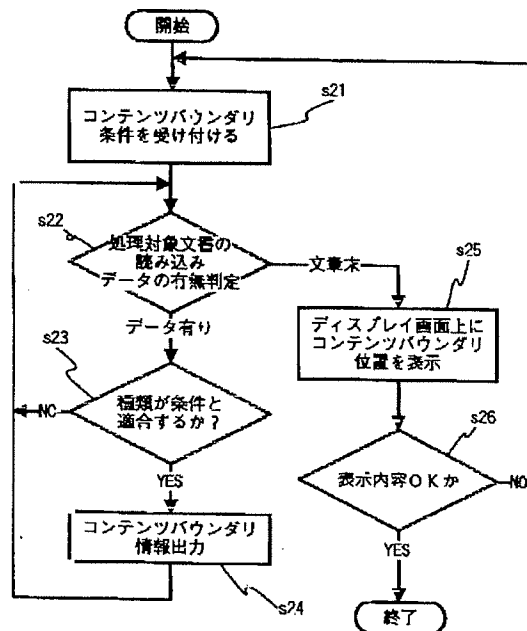 開始
s21
コンテンツバウンダリ
条件を受け付ける
s22
処理対象文書の
読み込み
データの有無判定
文章末
データ有り
s23
種類が条件と
適合するか？
NO
YES
コンテンツバウンダリ
情報出力
s24
s25
ディスプレイ画面上に
コンテンツバウンダリ
位置を表示
s26
表示内容ＯＫか
NO
YES
終了